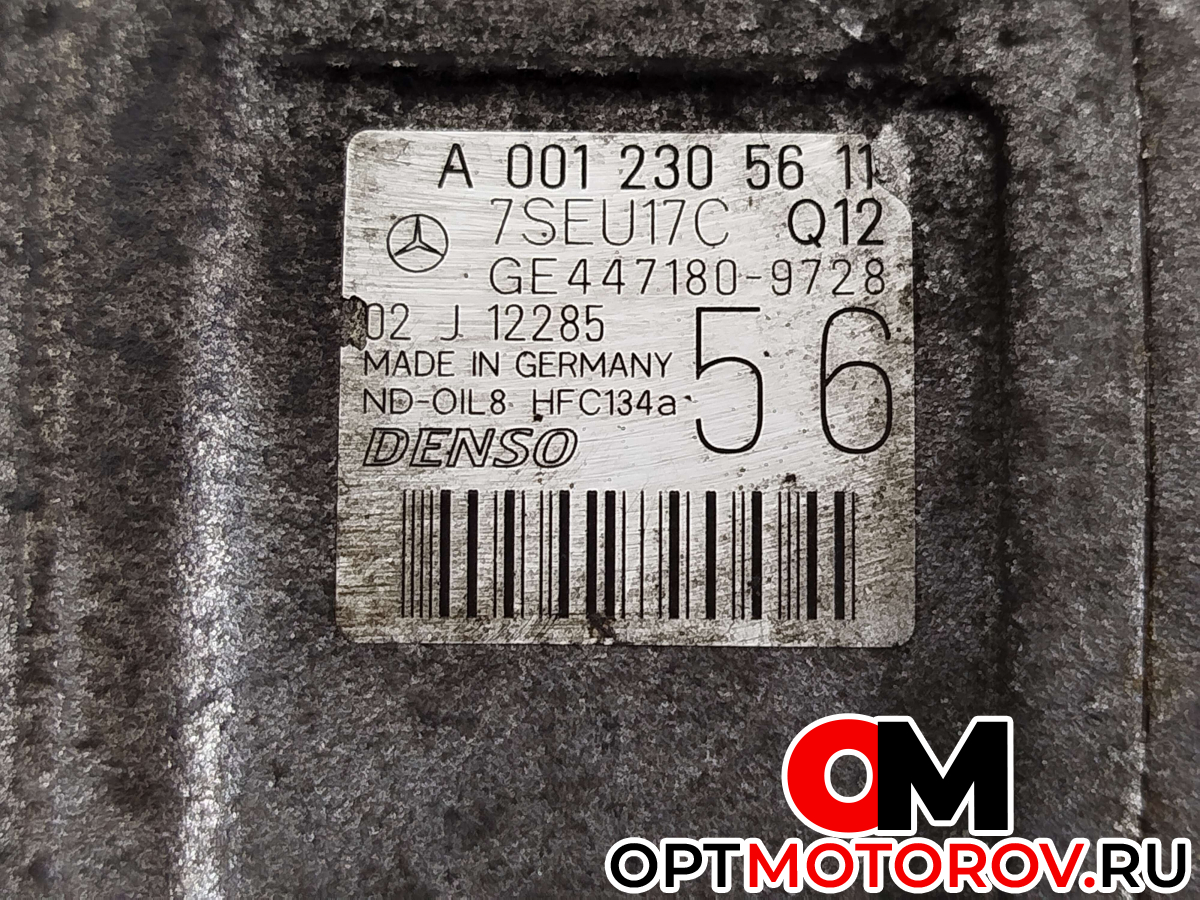 A 001 230 56 11
7SEU17C Q12
GE447180-9728
02 J 12285
MADE IN GERMANY
ND-OIL8 HFC134a
56
DENSO
OM
OPTMOTOROV.РУ